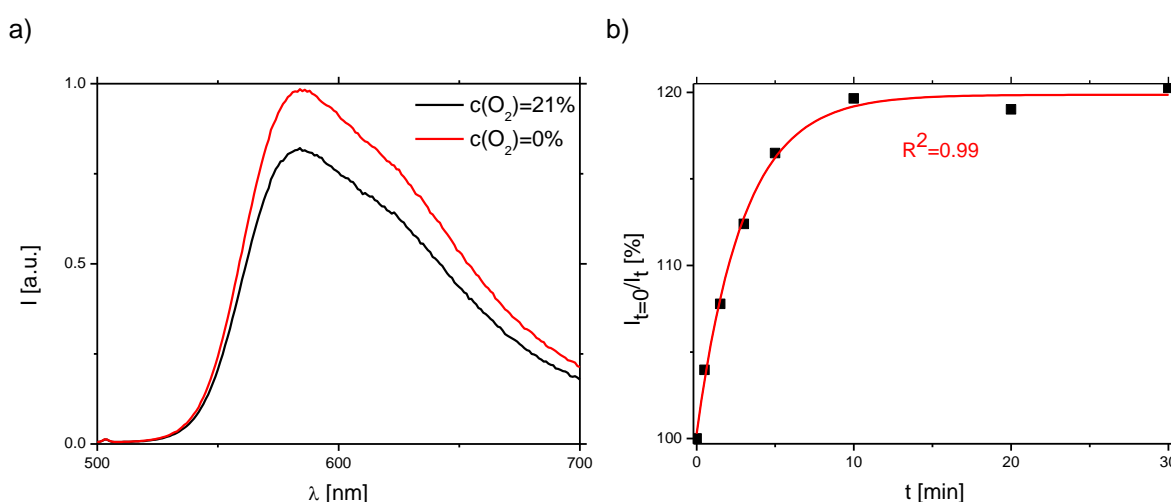 a)
1.0
0.5
0.0
500
600
700
I [a.u.]
λ [nm]
c(O₂)=21%
c(O₂)=0%
b)
120
110
100
0
10
20
30
Iₜ₌₀/Iₜ [%]
t [min]
R²=0.99